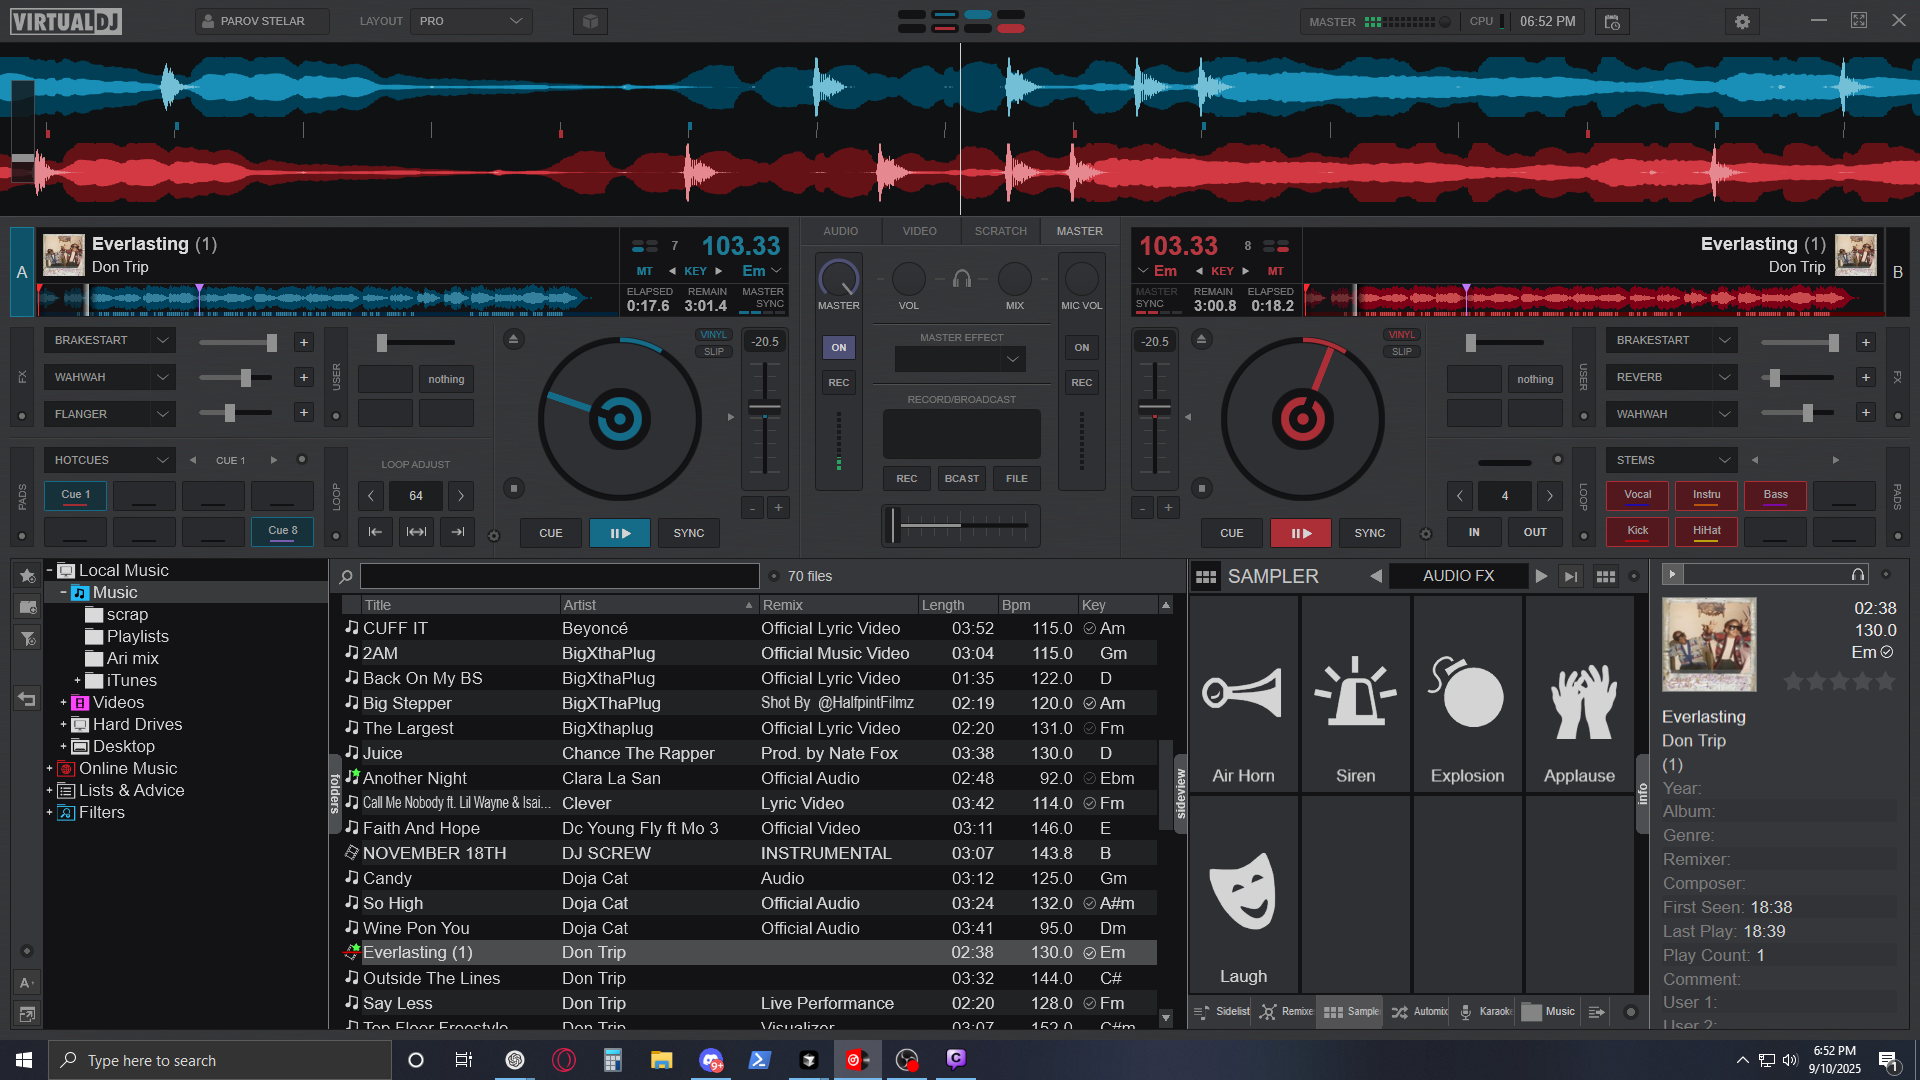 VIRTUALDJ
PAROV STELAR
LAYOUT
PRO
MASTER
CPU
06:52 PM
A
Everlasting (1)
Don Trip
7
103.33
MT
KEY
Em
ELAPSED
0:17.6
REMAIN
3:01.4
MASTER
SYNC
AUDIO
VIDEO
SCRATCH
MASTER
MASTER
VOL
MIX
MIC VOL
ON
REC
MASTER EFFECT
ON
REC
RECORD/BROADCAST
REC
BCAST
FILE
103.33
8
Em
KEY
MT
MASTER
SYNC
REMAIN
3:00.8
ELAPSED
0:18.2
Everlasting (1)
Don Trip
B
FX
BRAKESTART
WAHWAH
FLANGER
USER
nothing
VINYL
SLIP
-20.5
PADS
HOTCUES
CUE 1
Cue 1
Cue 8
LOOP
LOOP ADJUST
64
CUE
SYNC
- +
-20.5
VINYL
SLIP
- +
CUE
SYNC
nothing
USER
BRAKESTART
REVERB
WAHWAH
FX
4
IN
OUT
LOOP
STEMS
Vocal
Instru
Bass
Kick
HiHat
PADS
Local Music
Music
scrap
Playlists
Ari mix
iTunes
Videos
Hard Drives
Desktop
Online Music
Lists & Advice
Filters
folders
70 files
Title Artist Remix Length Bpm Key
CUFF IT Beyoncé Official Lyric Video 03:52 115.0 Am
2AM BigXthaPlug Official Music Video 03:04 115.0 Gm
Back On My BS BigXthaPlug Official Lyric Video 01:35 122.0 D
Big Stepper BigXThaPlug Shot By @HalfpintFilmz 02:19 120.0 Am
The Largest BigXthaplug Official Lyric Video 02:20 131.0 Fm
Juice Chance The Rapper Prod. by Nate Fox 03:38 130.0 D
Another Night Clara La San Official Audio 02:48 92.0 Ebm
Call Me Nobody ft. Lil Wayne & Isai... Clever Lyric Video 03:42 114.0 Fm
Faith And Hope Dc Young Fly ft Mo 3 Official Video 03:11 146.0 E
NOVEMBER 18TH DJ SCREW INSTRUMENTAL 03:07 143.8 B
Candy Doja Cat Audio 03:12 125.0 Gm
So High Doja Cat Official Audio 03:24 132.0 A#m
Wine Pon You Doja Cat Official Audio 03:41 95.0 Dm
Everlasting (1) Don Trip 02:38 130.0 Em
Outside The Lines Don Trip 03:32 144.0 C#
Say Less Don Trip Live Performance 02:20 128.0 Fm
Top Floor Freestyle Don Trip Visualizer 03:07 152.0 C#m
sideview
SAMPLER
AUDIO FX
Air Horn
Siren
Explosion
Applause
Laugh
Sidelist
Remixe
Sample
Automix
Karaok
Music
info
02:38
130.0
Em
Everlasting
Don Trip
(1)
Year:
Album:
Genre:
Remixer:
Composer:
First Seen: 18:38
Last Play: 18:39
Play Count: 1
Comment:
User 1:
User 2:
Type here to search
9+
6:52 PM
9/10/2025
1